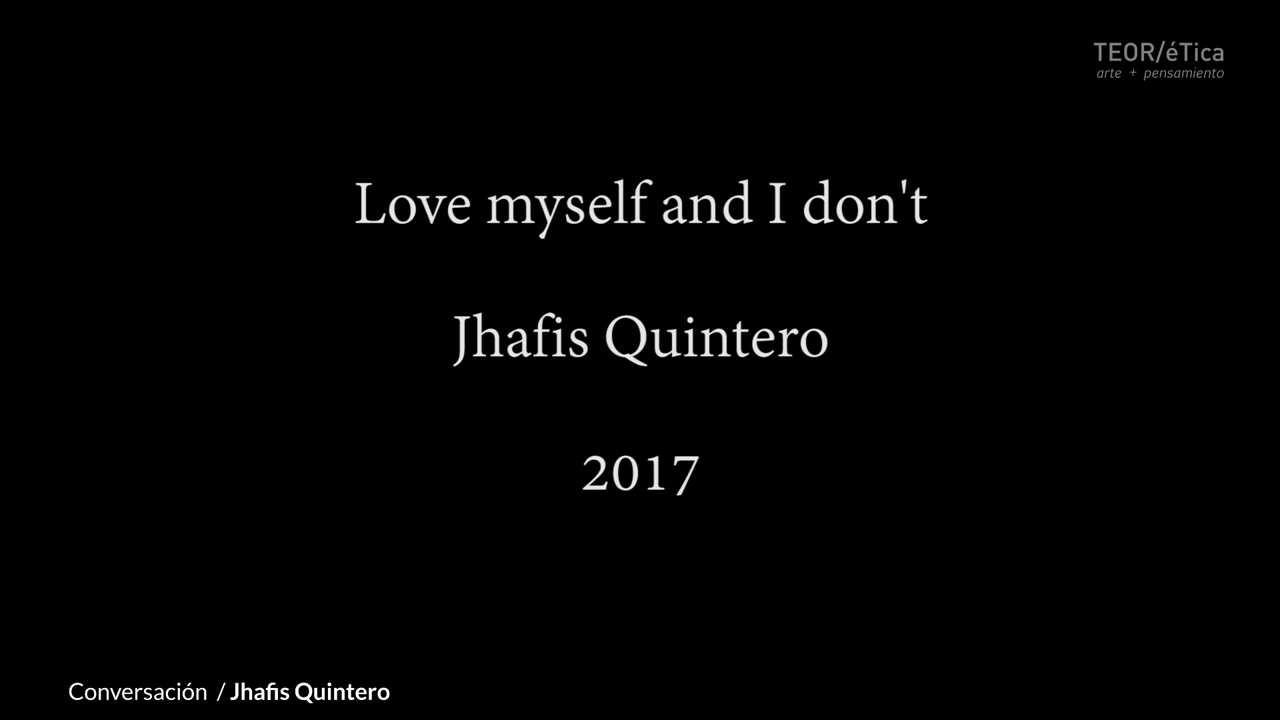 TEOR/éTica
arte + pensamiento
Love myself and I don't
Jhafis Quintero
2017
Conversación / Jhafis Quintero